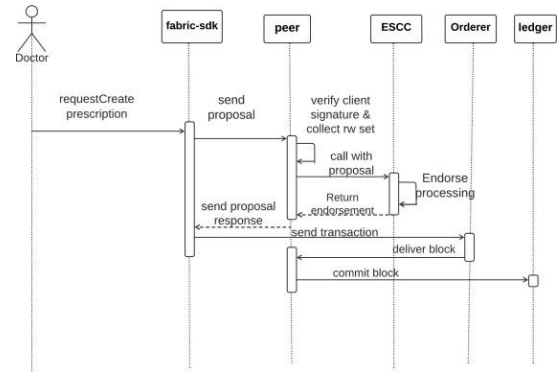 fabric-sdk
peer
ESCC
Orderer
ledger
Doctor
requestCreate
prescription
send
proposal
verify client
signature &
collect rw set
call with
proposal
Endorse
processing
Return
endorsement
send proposal
response
send transaction
deliver block
commit block